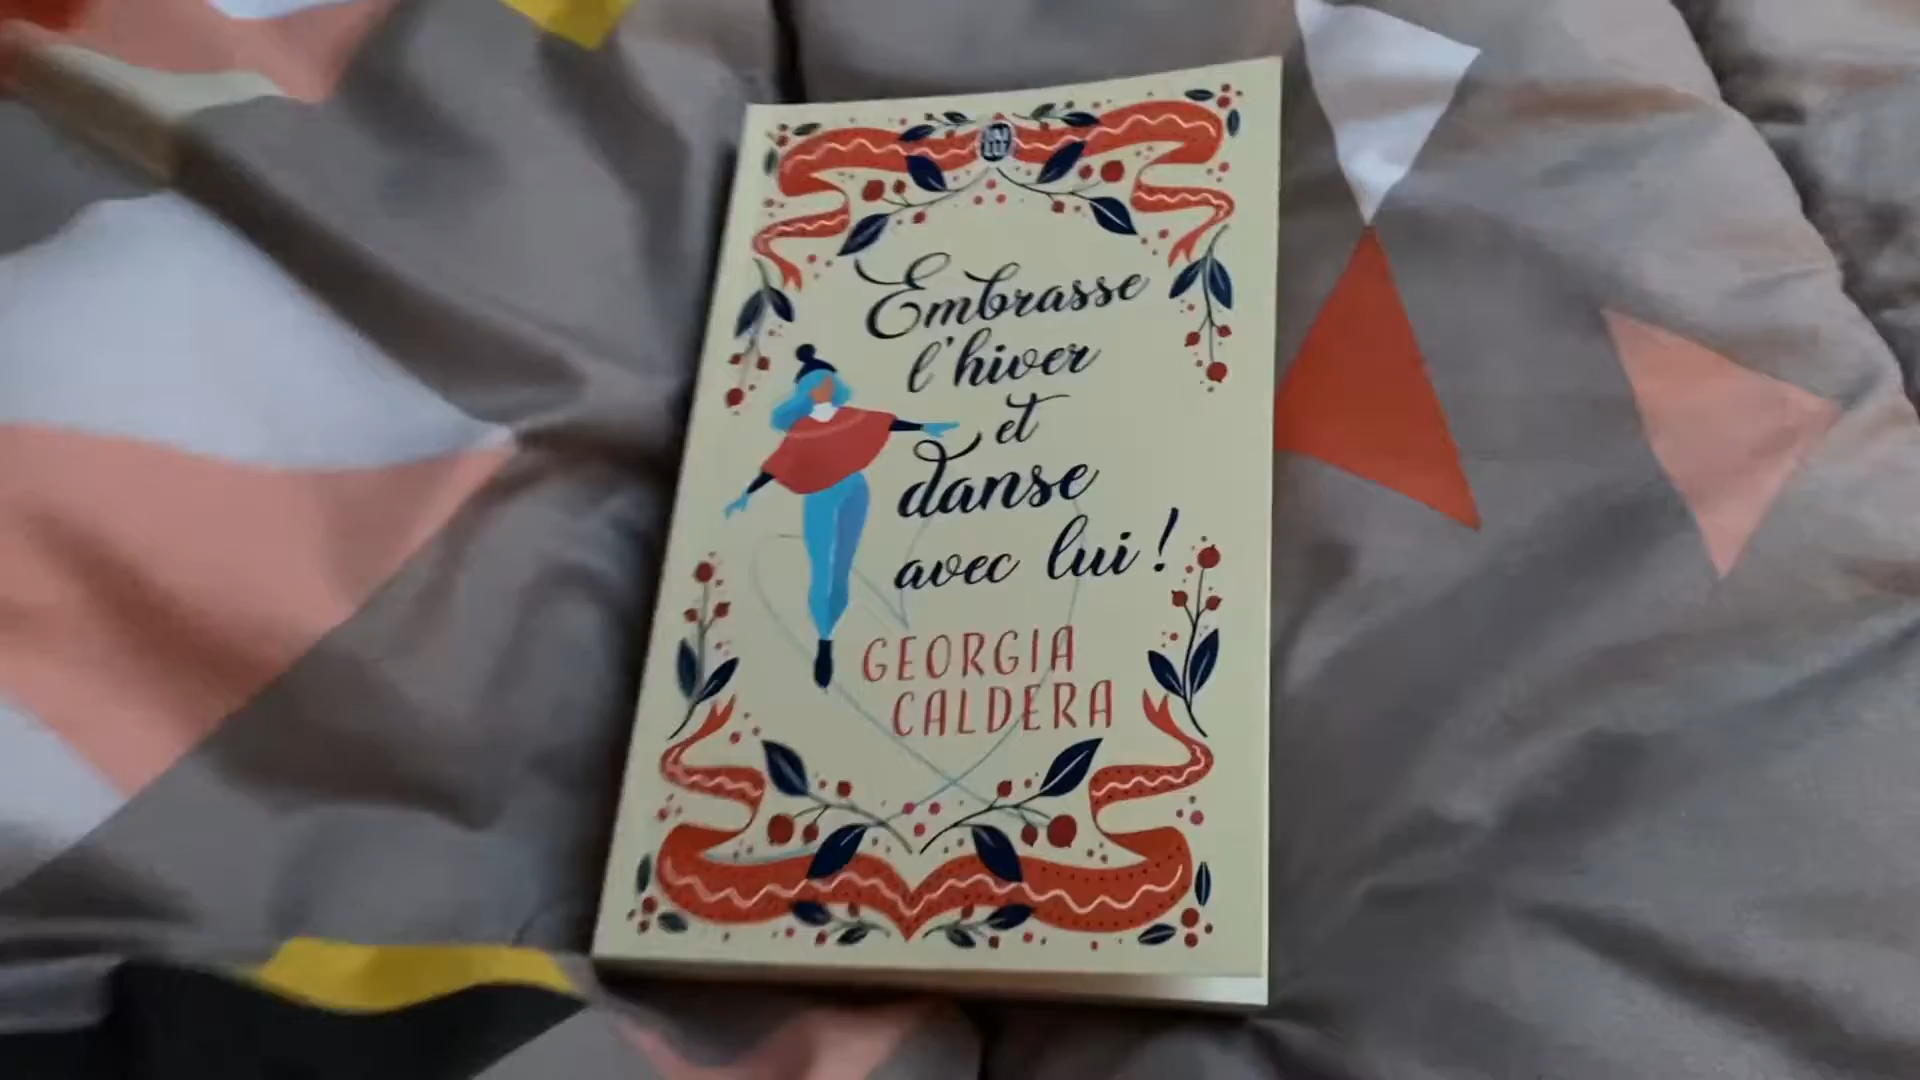 Embrasse
l'hiver
et
danse
avec lui !
GEORGIA
CALDERA